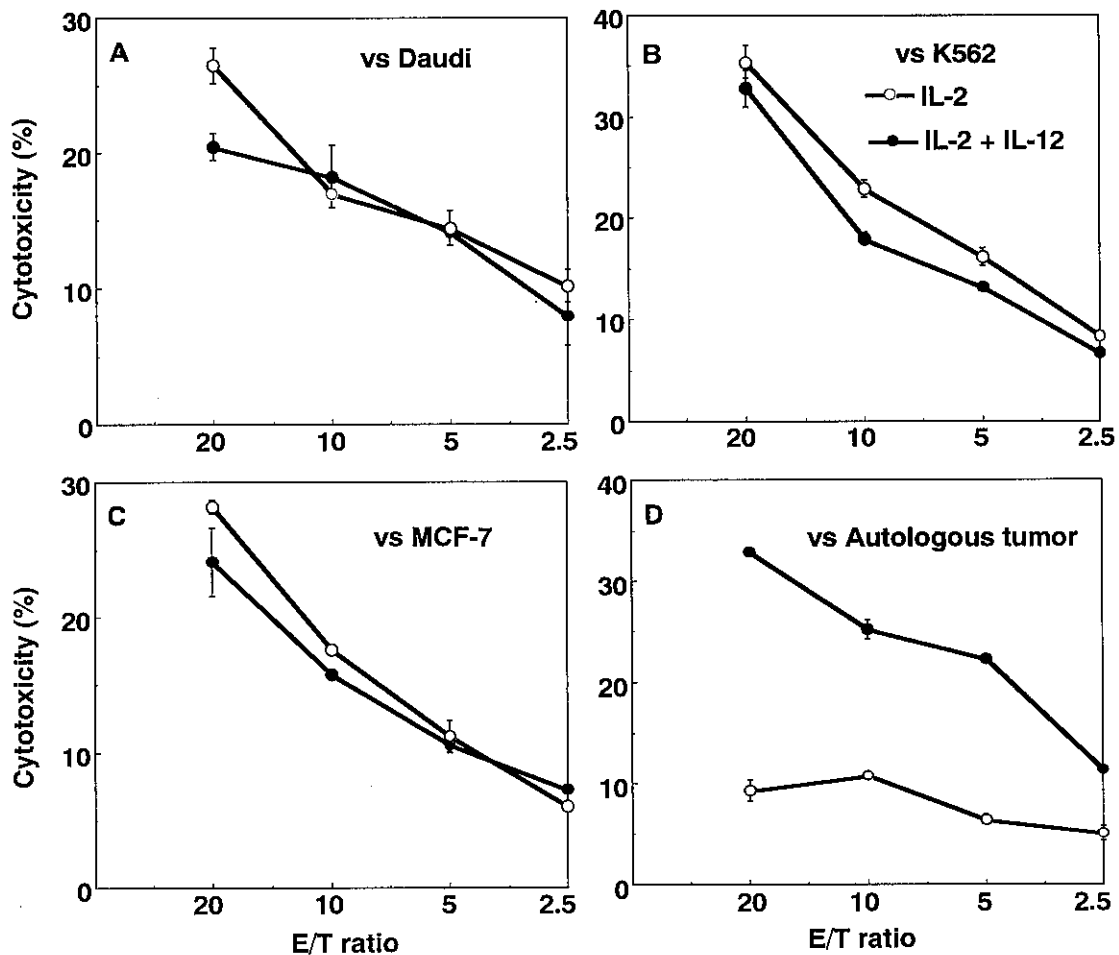 A
vs Daudi
Cytotoxicity (%)
30
20
10
0
20
10
5
2.5
B
vs K562
IL-2
IL-2 + IL-12
40
30
20
10
0
20
10
5
2.5
C
vs MCF-7
Cytotoxicity (%)
30
20
10
0
20
10
5
2.5
E/T ratio
D
vs Autologous tumor
40
30
20
10
0
20
10
5
2.5
E/T ratio